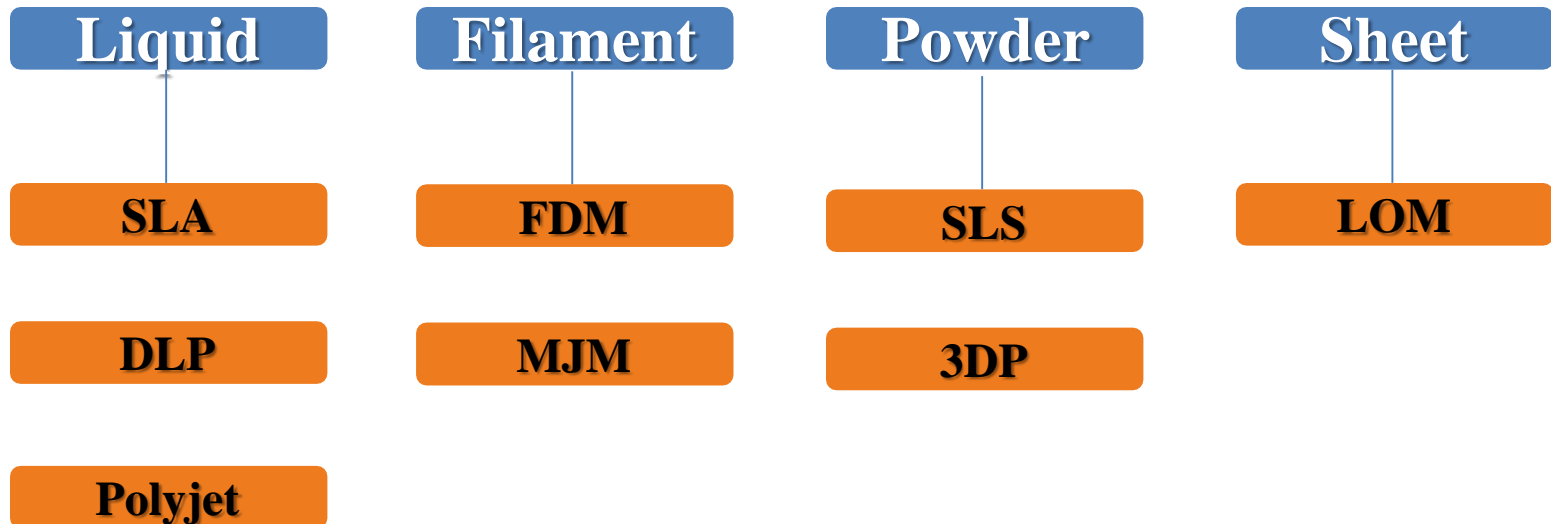 Liquid
Filament
Powder
Sheet
SLA
FDM
SLS
LOM
DLP
MJM
3DP
Polyjet